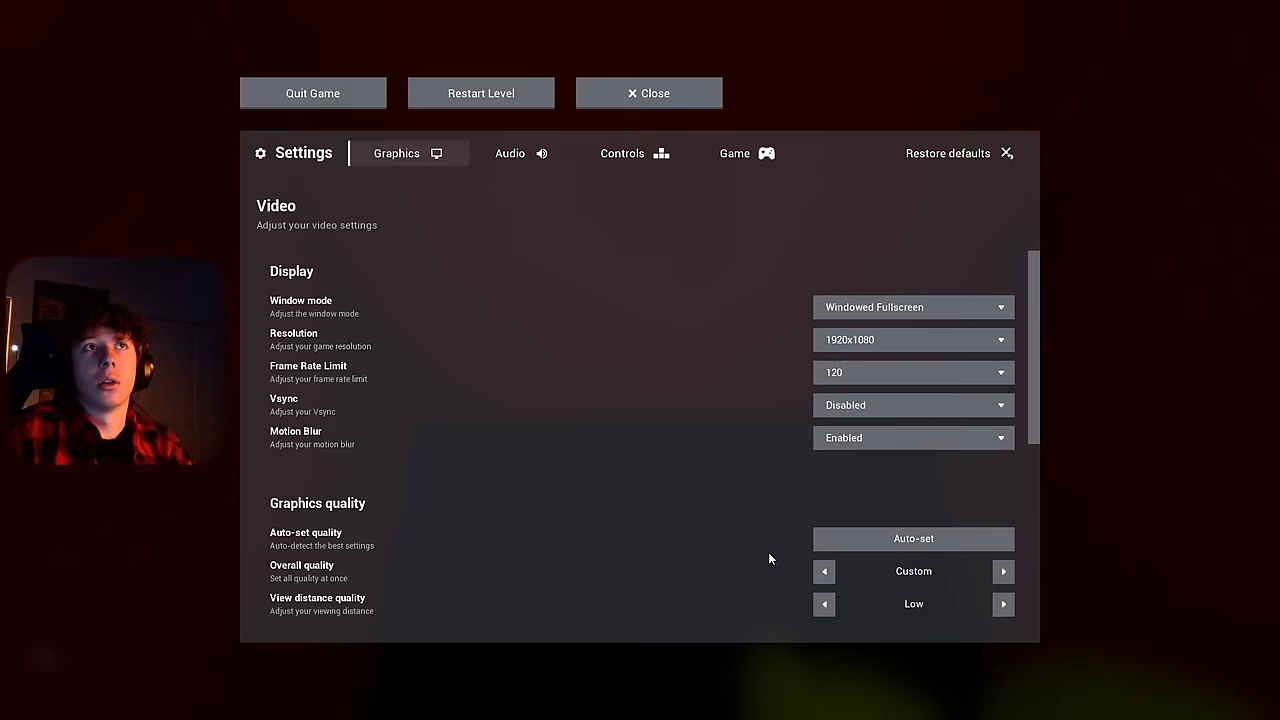 Quit Game
Restart Level
Close
Settings
Graphics
Audio
Controls
Game
Restore defaults
Video
Adjust your video settings
Display
Window mode
Adjust the window mode
Windowed Fullscreen
Resolution
Adjust your game resolution
1920x1080
Frame Rate Limit
Adjust your frame rate limit
120
Vsync
Adjust your Vsync
Disabled
Motion Blur
Adjust your motion blur
Enabled
Graphics quality
Auto-set quality
Auto-detect the best settings
Auto-set
Overall quality
Set all quality at once
Custom
View distance quality
Adjust your viewing distance
Low